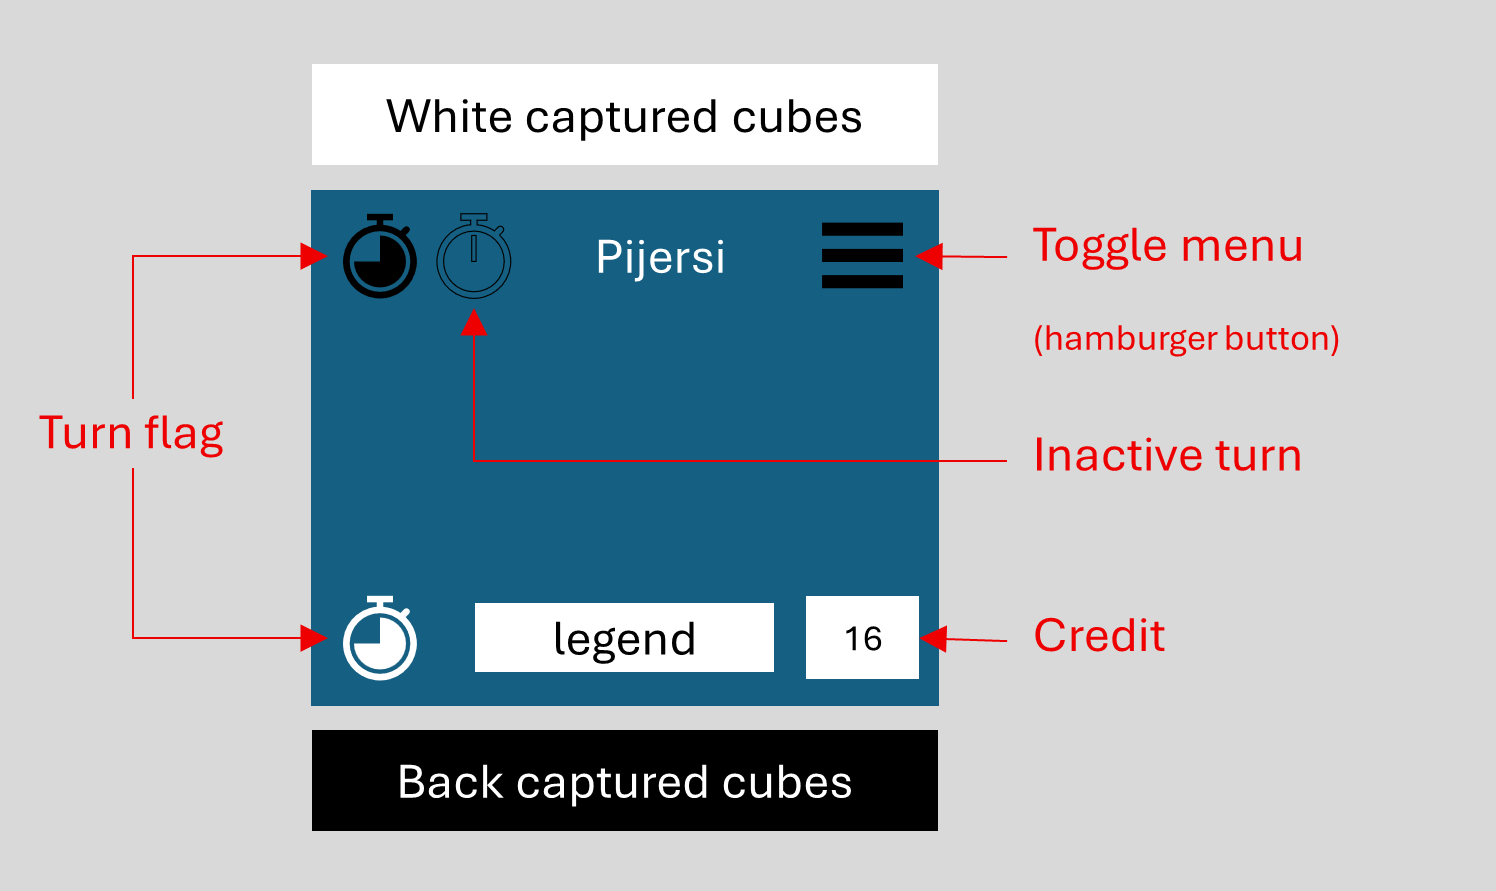 White captured cubes
Pijersi
Toggle menu
(hamburger button)
Turn flag
Inactive turn
legend
16
Credit
Back captured cubes